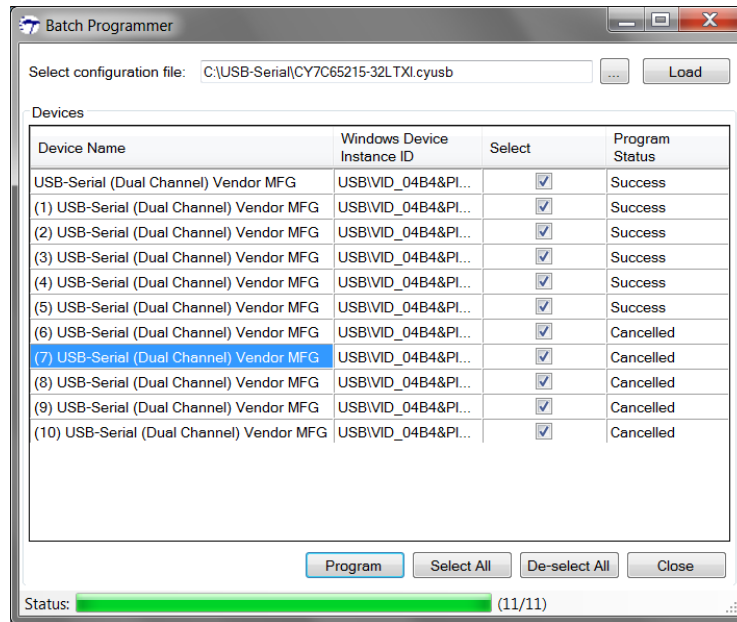 Batch Programmer
Select configuration file: C:\USB-Serial\CY7C65215-32LTXI.cyusb ... Load
Devices
Device Name Windows Device Instance ID Select Program Status
USB-Serial (Dual Channel) Vendor MFG USB\VID_04B4&PI... Success
(1) USB-Serial (Dual Channel) Vendor MFG USB\VID_04B4&PI... Success
(2) USB-Serial (Dual Channel) Vendor MFG USB\VID_04B4&PI... Success
(3) USB-Serial (Dual Channel) Vendor MFG USB\VID_04B4&PI... Success
(4) USB-Serial (Dual Channel) Vendor MFG USB\VID_04B4&PI... Success
(5) USB-Serial (Dual Channel) Vendor MFG USB\VID_04B4&PI... Success
(6) USB-Serial (Dual Channel) Vendor MFG USB\VID_04B4&PI... Cancelled
(7) USB-Serial (Dual Channel) Vendor MFG USB\VID_04B4&PI... Cancelled
(8) USB-Serial (Dual Channel) Vendor MFG USB\VID_04B4&PI... Cancelled
(9) USB-Serial (Dual Channel) Vendor MFG USB\VID_04B4&PI... Cancelled
(10) USB-Serial (Dual Channel) Vendor MFG USB\VID_04B4&PI... Cancelled
Program Select All De-select All Close
Status: (11/11)